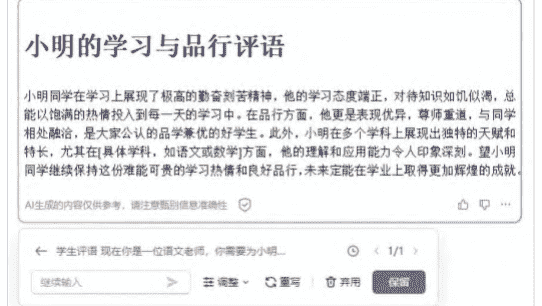 小明的学习与品行评语
小明同学在学习上展现了极高的勤奋刻苦精神，他的学习态度端正，对待知识如饥似渴，总
能以饱满的热情投入到每一天的学习中。在品行方面，他更是表现优异，尊师重道，与同学
相处融洽，是大家公认的品学兼优的好学生。此外，小明在多个学科上展现出独特的天赋和
特长，尤其在[具体学科，如语文或数学]方面，他的理解和应用能力令人印象深刻。望小明
同学继续保持这份难能可贵的学习热情和良好品行，未来定能在学业上取得更加辉煌的成就。
AI生成的内容仅供参考，请注意甄别信息准确性
学生评语 现在你是一位语文老师，你需要为小明...
1/1
继续输入
调整
重写
弃用
保留